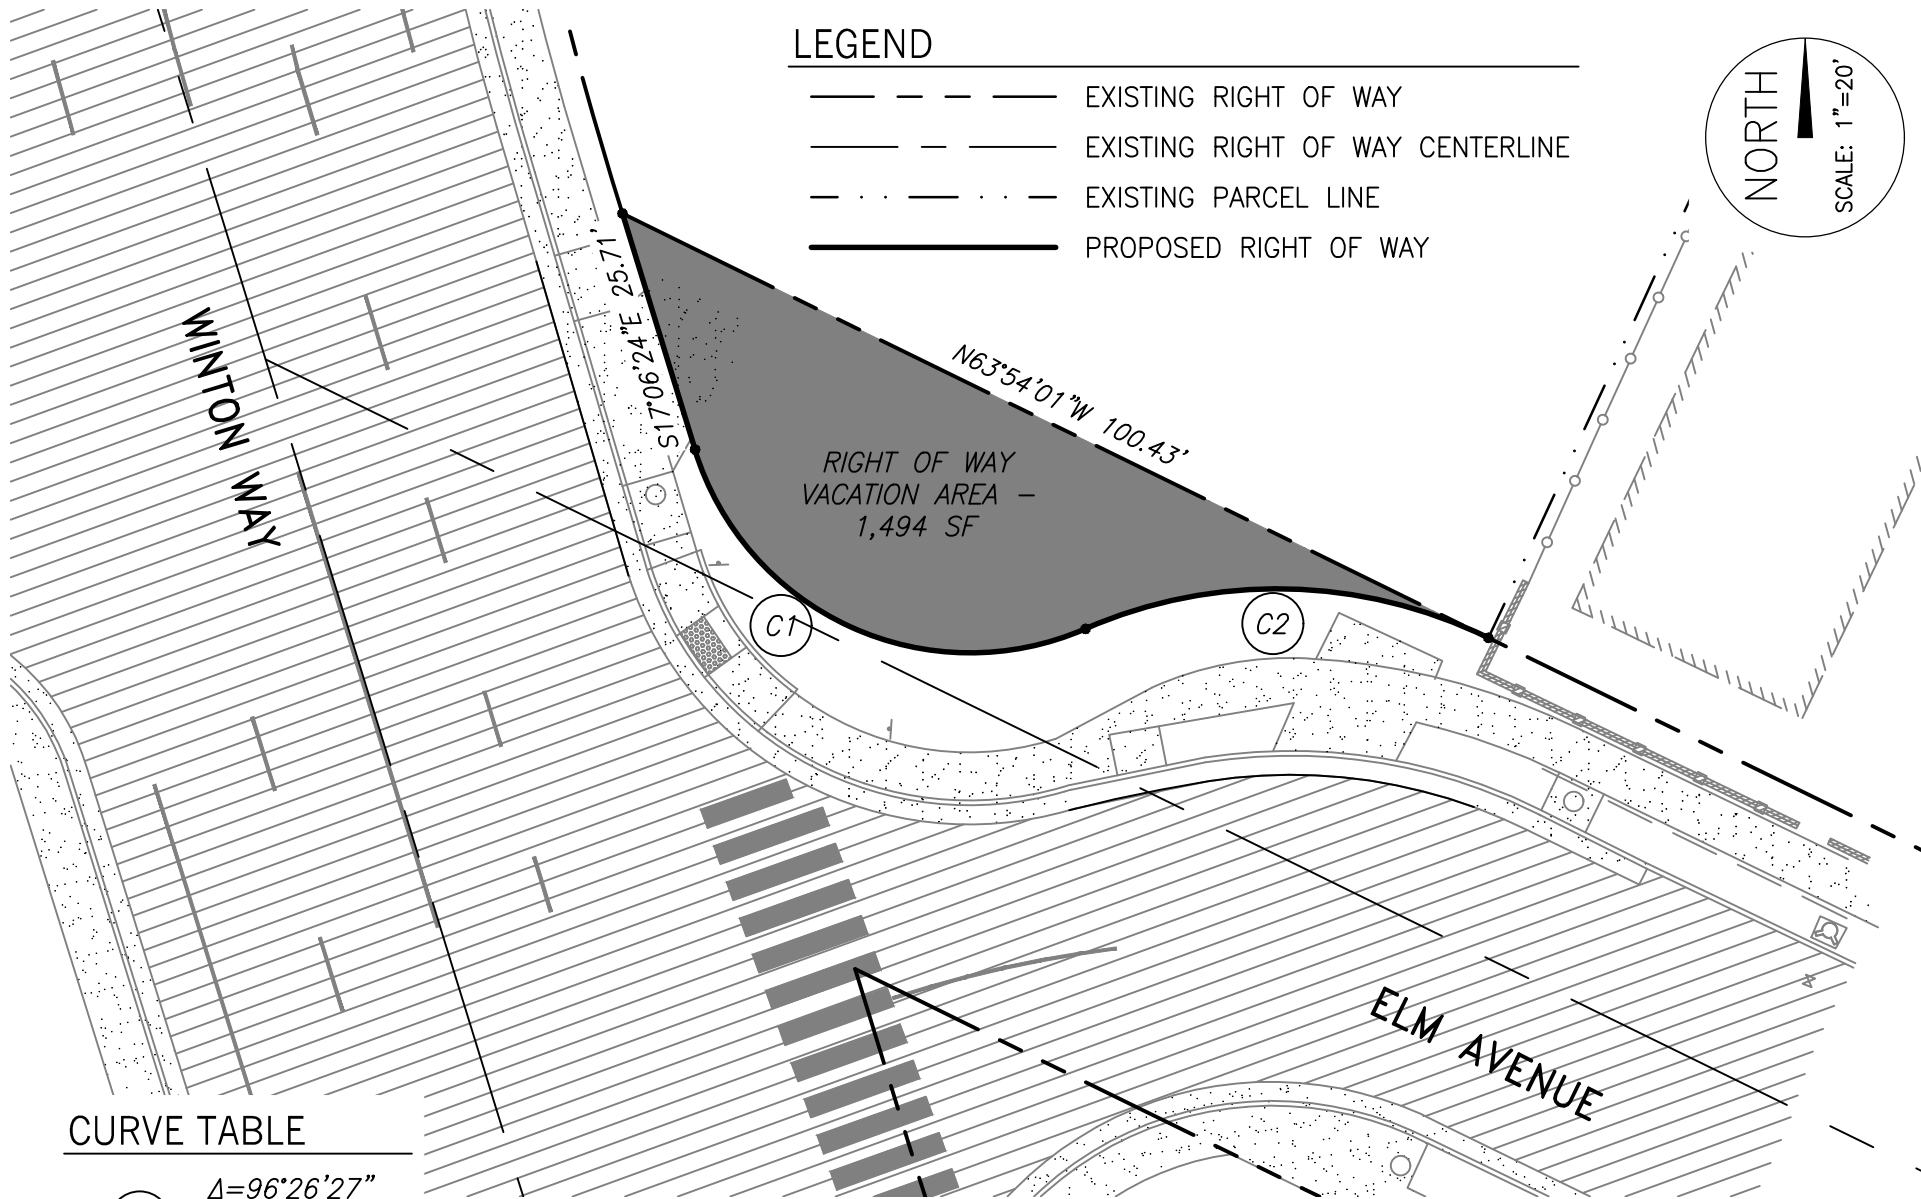 LEGEND
EXISTING RIGHT OF WAY
EXISTING RIGHT OF WAY CENTERLINE
EXISTING PARCEL LINE
PROPOSED RIGHT OF WAY
NORTH
SCALE: 1"=20'
S17°06'24"E 25.71'
N63°54'01"W 100.43'
WINTON WAY
RIGHT OF WAY
VACATION AREA –
1,494 SF
C1
C2
ELM AVENUE
CURVE TABLE
Δ=96°26'27"